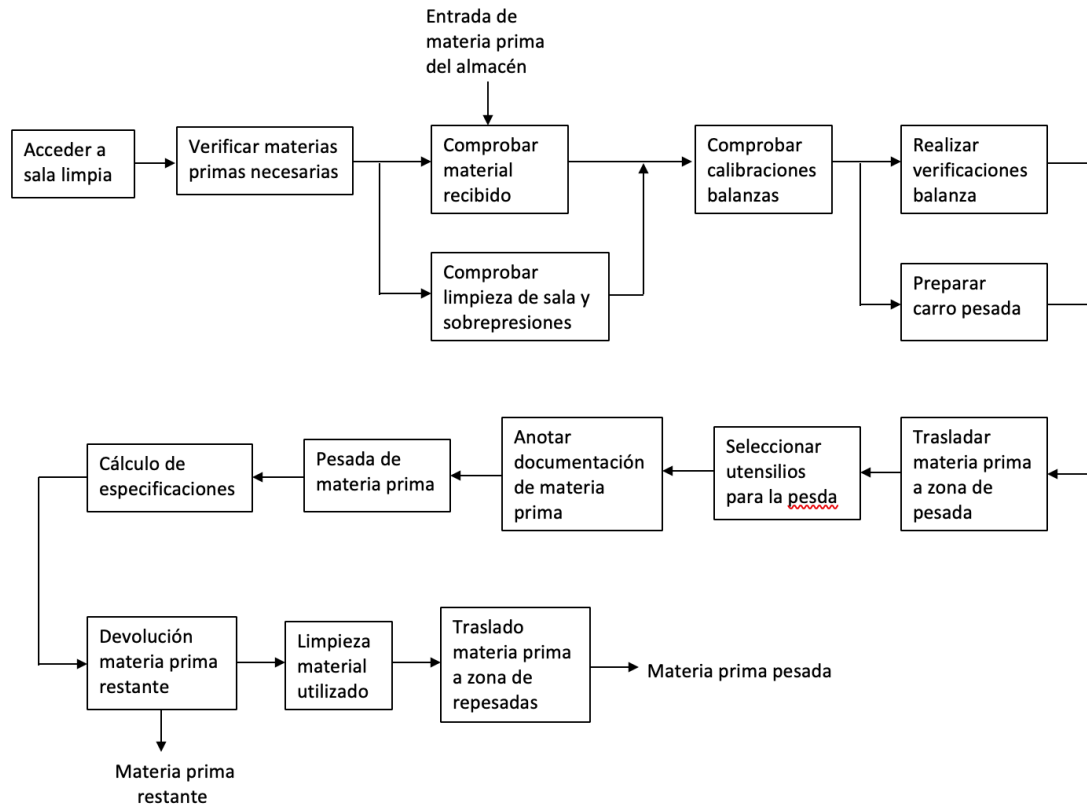 Entrada de
materia prima
del almacén
Acceder a
sala limpia
Verificar materias
primas necesarias
Comprobar
material
recibido
Comprobar
calibraciones
balanzas
Realizar
verificaciones
balanza
Comprobar
limpieza de sala y
sobrepresiones
Preparar
carro pesada
Trasladar
materia prima
a zona de
pesada
Seleccionar
utensilios
para la pesda
Anotar
documentación
de materia
prima
Pesada de
materia prima
Cálculo de
especificaciones
Devolución
materia prima
restante
Limpieza
material
utilizado
Traslado
materia prima
a zona de
repesadas
Materia prima pesada
Materia prima
restante